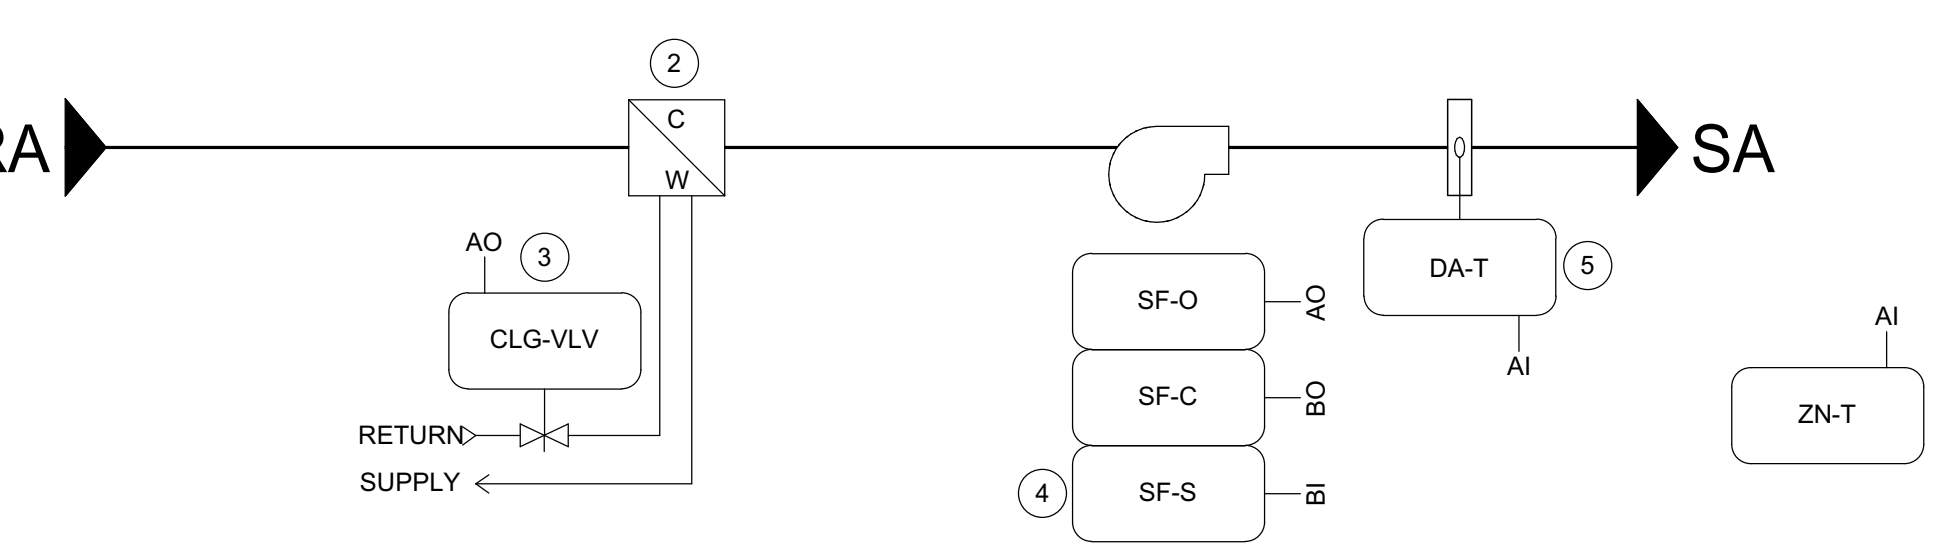 2
C
RA
SA
W
AO
3
DA-T
5
SF-O
AO
AI
CLG-VLV
AI
SF-C
BO
ZN-T
RETURN
SUPPLY
4
SF-S
BI